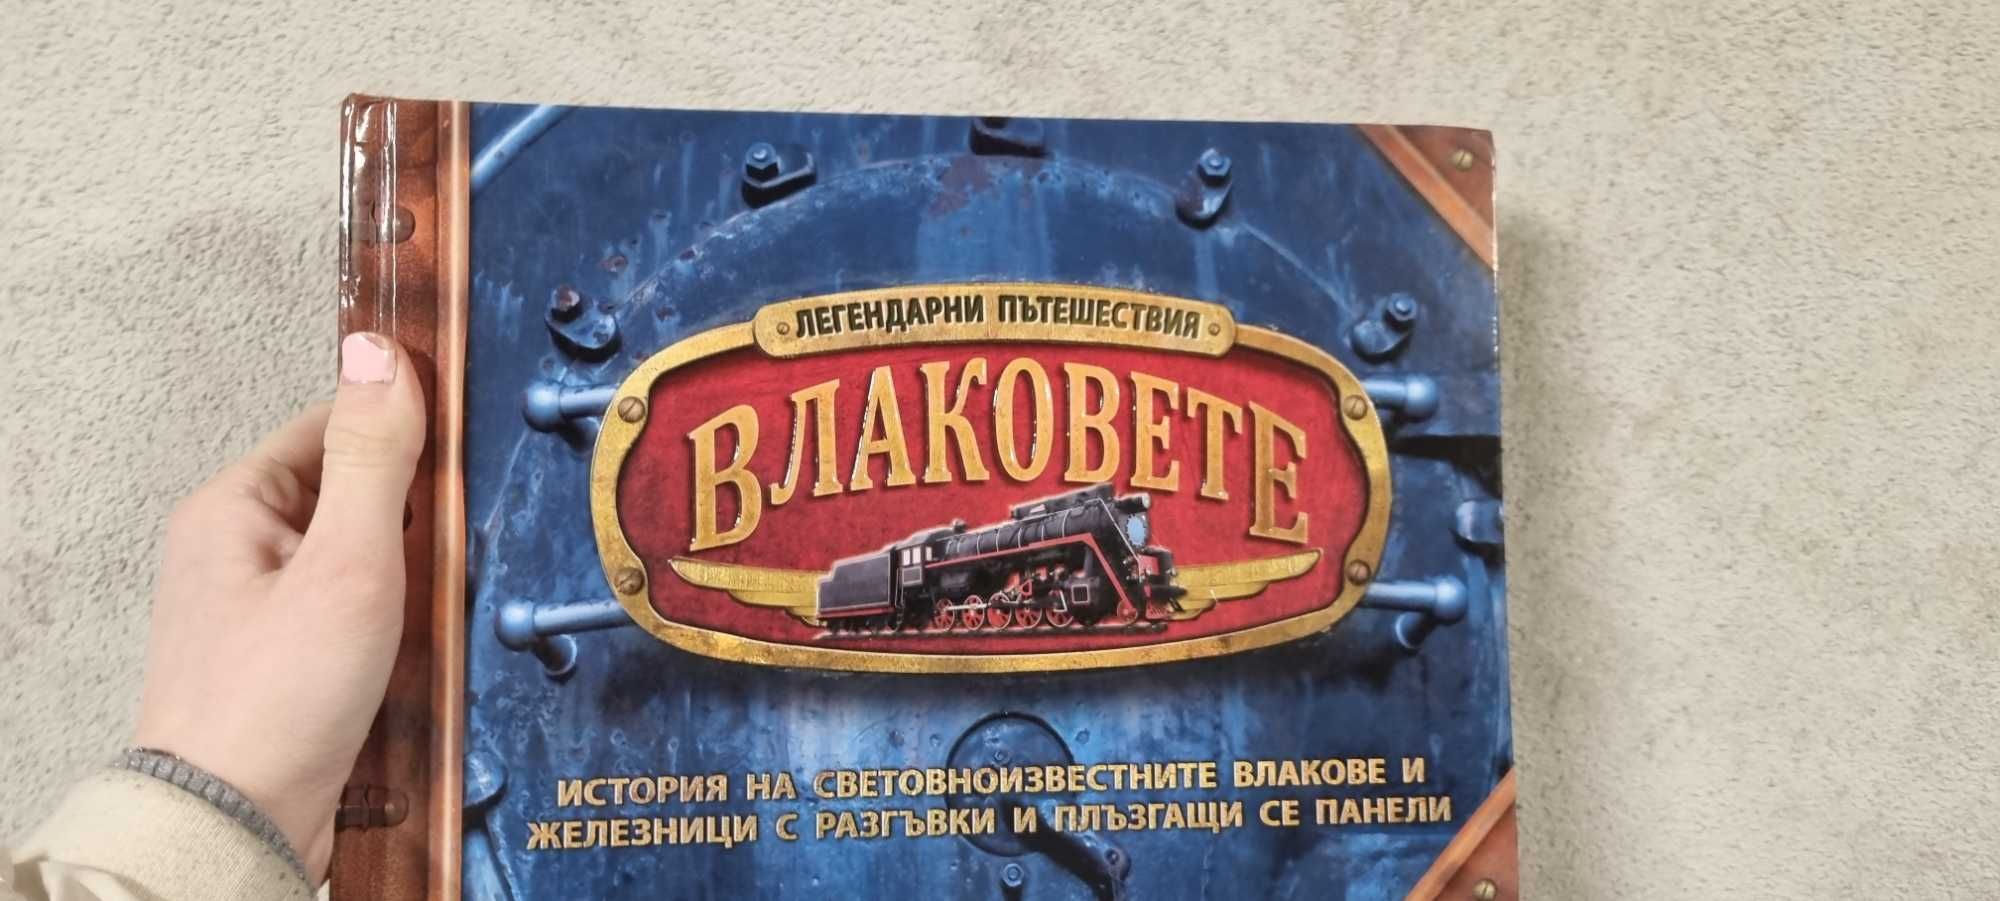 ЛЕГЕНДАРНИ ПЪТЕШЕСТВИЯ
ВЛАКОВЕТЕ
ИСТОРИЯ НА СВЕТОВНОИЗВЕСТНИТЕ ВЛАКОВЕ И
ЖЕЛЕЗНИЦИ С РАЗГЪВКИ И ПЛЪЗГАЩИ СЕ ПАНЕЛИ